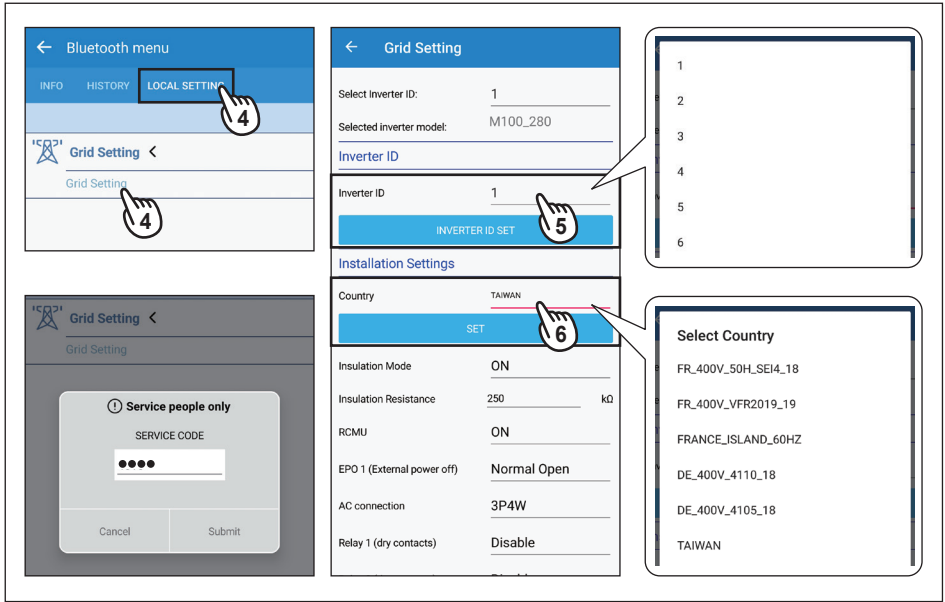 ← Bluetooth menu
INFO HISTORY LOCAL SETTING
4
Grid Setting <
Grid Setting
4
Grid Setting <
Grid Setting
Service people only
SERVICE CODE
●●●●
Cancel Submit
← Grid Setting
Select Inverter ID: 1
Selected inverter model: M100_280
Inverter ID
Inverter ID 1
5
INVERTER ID SET
Installation Settings
Country TAIWAN
6
SET
Insulation Mode ON
Insulation Resistance 250 kΩ
RCMU ON
EPO 1 (External power off) Normal Open
AC connection 3P4W
Relay 1 (dry contacts) Disable
1
2
3
4
5
6
Select Country
FR_400V_50H_SEI4_18
FR_400V_VFR2019_19
FRANCE_ISLAND_60HZ
DE_400V_4110_18
DE_400V_4105_18
TAIWAN